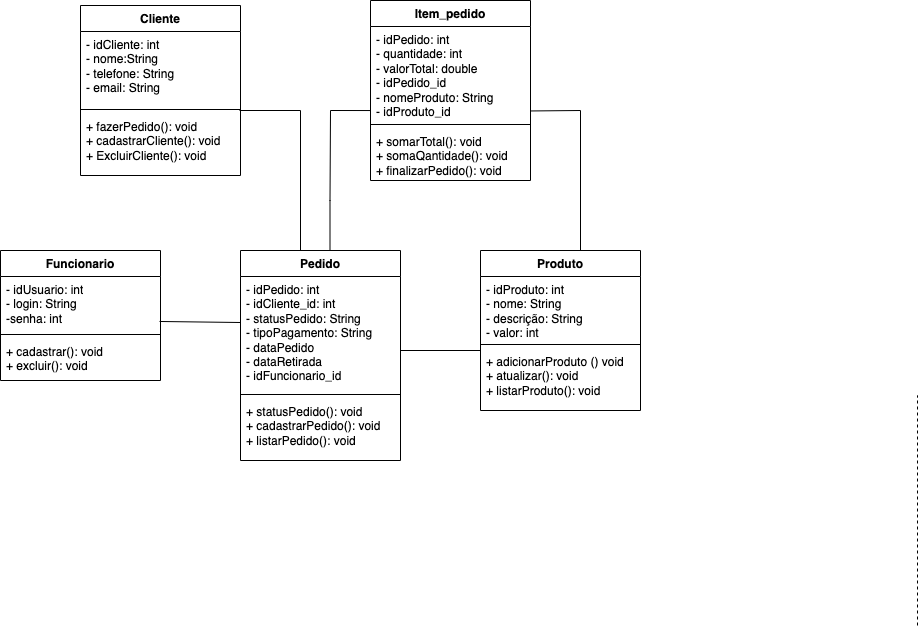 Cliente
- idCliente: int
- nome:String
- telefone: String
- email: String
+ fazerPedido(): void
+ cadastrarCliente(): void
+ ExcluirCliente(): void
Item_pedido
- idPedido: int
- quantidade: int
- valorTotal: double
- idPedido_id
- nomeProduto: String
- idProduto_id
+ somarTotal(): void
+ somaQantidade(): void
+ finalizarPedido(): void
Funcionario
- idUsuario: int
- login: String
-senha: int
+ cadastrar(): void
+ excluir(): void
Pedido
- idPedido: int
- idCliente_id: int
- statusPedido: String
- tipoPagamento: String
- dataPedido
- dataRetirada
- idFuncionario_id
+ statusPedido(): void
+ cadastrarPedido(): void
+ listarPedido(): void
Produto
- idProduto: int
- nome: String
- descrição: String
- valor: int
+ adicionarProduto () void
+ atualizar(): void
+ listarProduto(): void